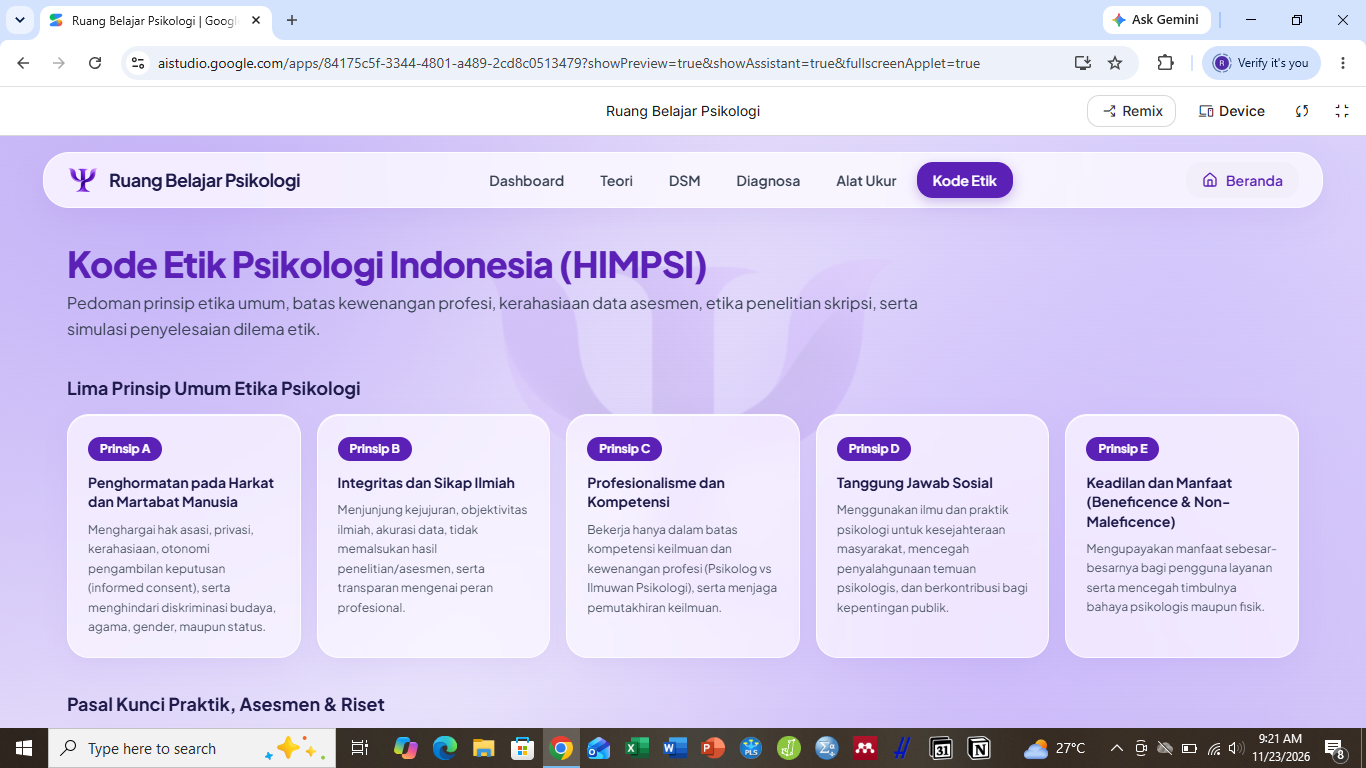 Ruang Belajar Psikologi | Googl
Ask Gemini
aistudio.google.com/apps/84175c5f-3344-4801-a489-2cd8c0513479?showPreview=true&showAssistant=true&fullscreenApplet=true
R
Verify it's you
Ruang Belajar Psikologi
Remix
Device
Ruang Belajar Psikologi
Dashboard
Teori
DSM
Diagnosa
Alat Ukur
Kode Etik
Beranda
Kode Etik Psikologi Indonesia (HIMPSI)
Pedoman prinsip etika umum, batas kewenangan profesi, kerahasiaan data asesmen, etika penelitian skripsi, serta
simulasi penyelesaian dilema etik.
Lima Prinsip Umum Etika Psikologi
Prinsip A
Penghormatan pada Harkat
dan Martabat Manusia
Menghargai hak asasi, privasi,
kerahasiaan, otonomi
pengambilan keputusan
(informed consent), serta
menghindari diskriminasi budaya,
agama, gender, maupun status.
Prinsip B
Integritas dan Sikap Ilmiah
Menjunjung kejujuran, objektivitas
ilmiah, akurasi data, tidak
memalsukan hasil
penelitian/asesmen, serta
transparan mengenai peran
profesional.
Prinsip C
Profesionalisme dan
Kompetensi
Bekerja hanya dalam batas
kompetensi keilmuan dan
kewenangan profesi (Psikolog vs
Ilmuwan Psikologi), serta menjaga
pemutakhiran keilmuan.
Prinsip D
Tanggung Jawab Sosial
Menggunakan ilmu dan praktik
psikologi untuk kesejahteraan
masyarakat, mencegah
penyalahgunaan temuan
psikologis, dan berkontribusi bagi
kepentingan publik.
Prinsip E
Keadilan dan Manfaat
(Beneficence & Non-
Maleficence)
Mengupayakan manfaat sebesar-
besarnya bagi pengguna layanan
serta mencegah timbulnya
bahaya psikologis maupun fisik.
Pasal Kunci Praktik, Asesmen & Riset
Type here to search
PLS
31
27°C
9:21 AM
11/23/2026
8